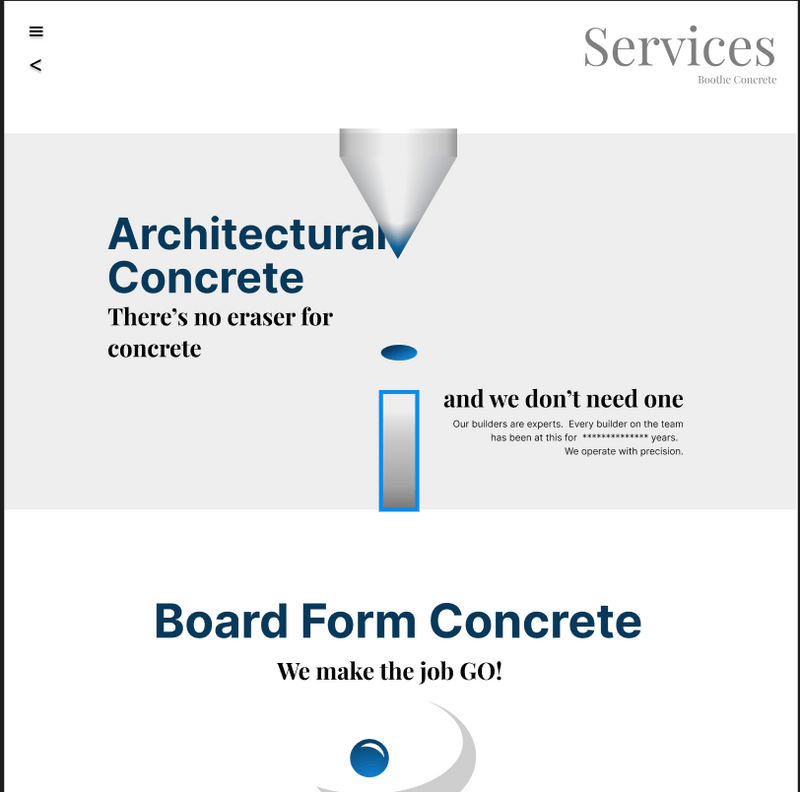 Services
Boothe Concrete
Architectural
Concrete
There’s no eraser for
concrete
and we don’t need one
Our builders are experts.  Every builder on the team
has been at this for  ************** years.
We operate with precision.
Board Form Concrete
We make the job GO!